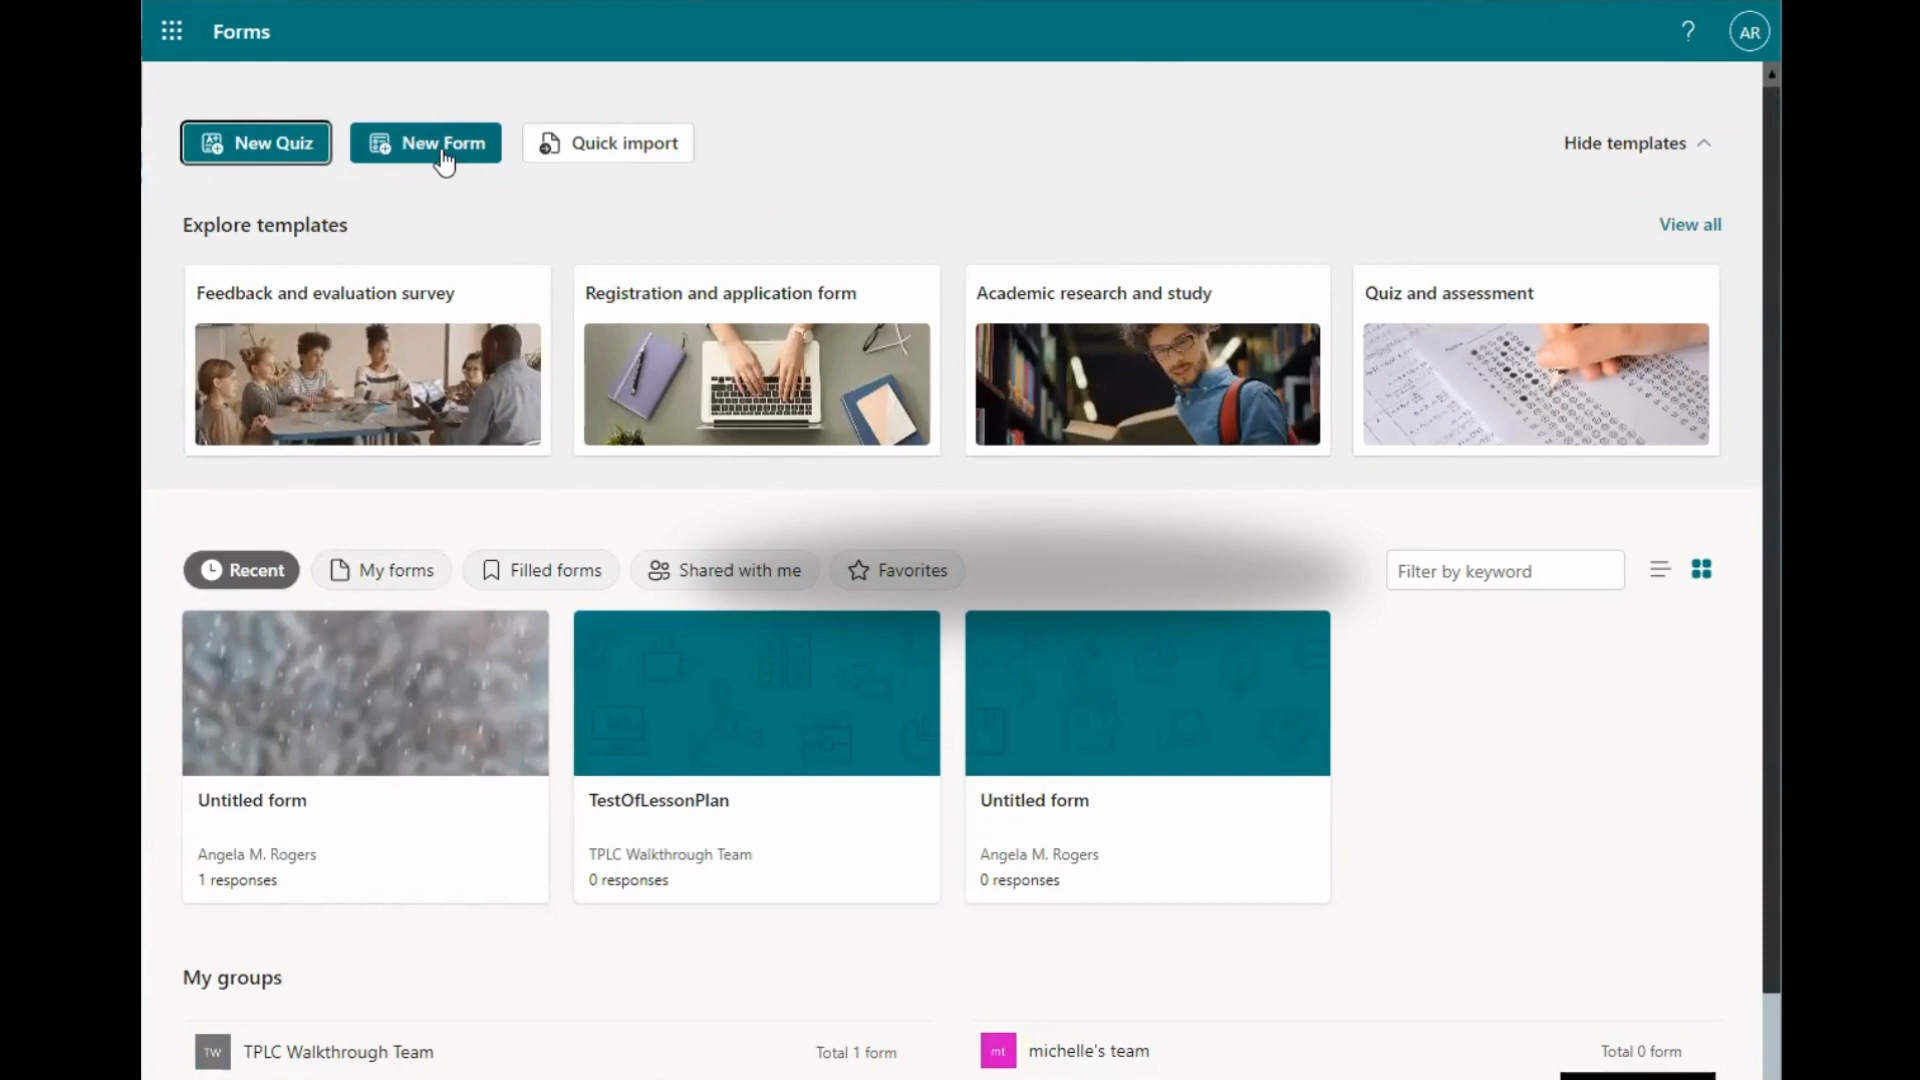 Forms
?
AR
New Quiz
New Form
Quick import
Hide templates
Explore templates
View all
Feedback and evaluation survey
Registration and application form
Academic research and study
Quiz and assessment
Recent
My forms
Filled forms
Shared with me
Favorites
Filter by keyword
Untitled form
Angela M. Rogers
1 responses
TestOfLessonPlan
TPLC Walkthrough Team
0 responses
Untitled form
Angela M. Rogers
0 responses
My groups
TW
TPLC Walkthrough Team
Total 1 form
mt
michelle's team
Total 0 form